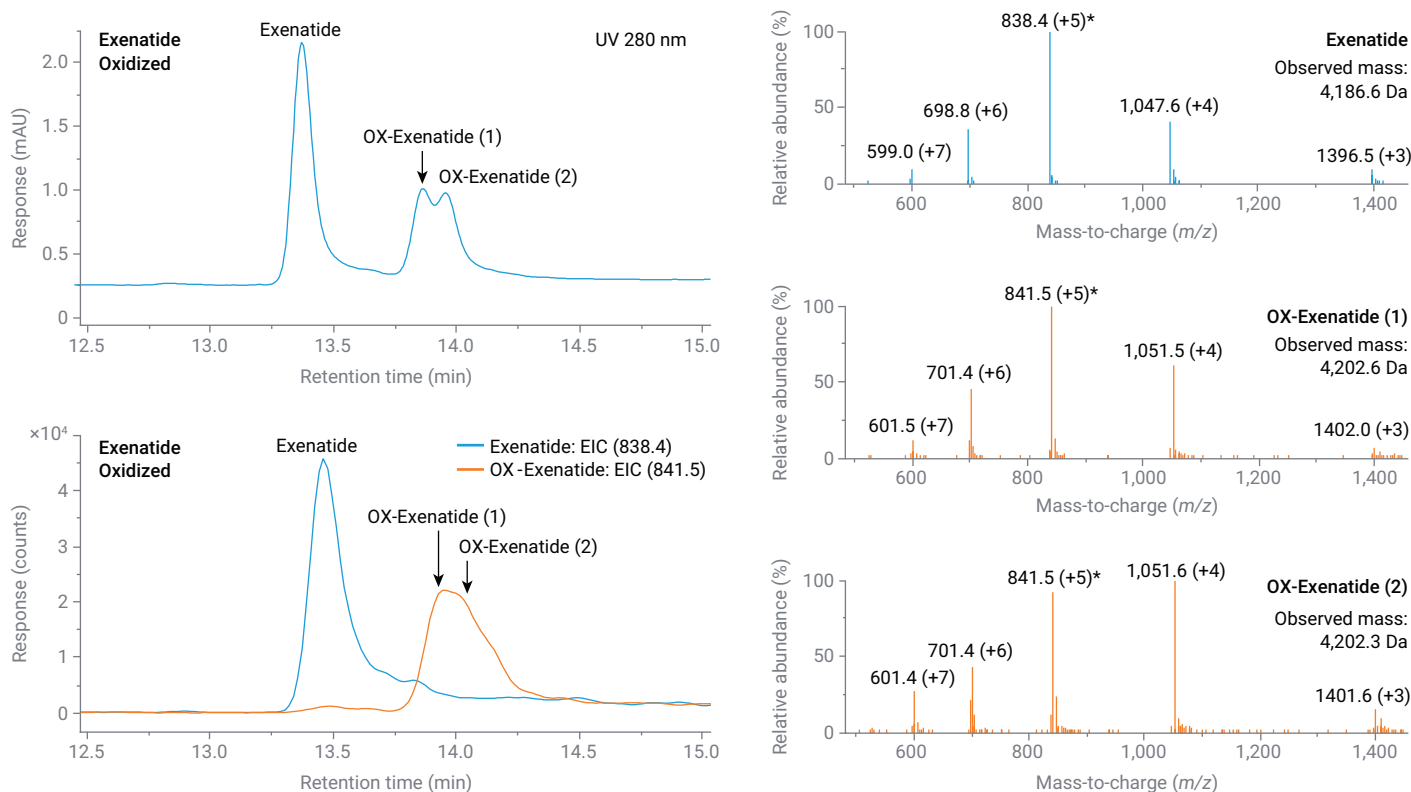 Exenatide
Oxidized
Exenatide
UV 280 nm
OX-Exenatide (1)
OX-Exenatide (2)
Response (mAU)
2.0
1.5
1.0
0.5
0
12.5 13.0 13.5 14.0 14.5 15.0
Retention time (min)
×10⁴
Exenatide
Oxidized
Exenatide
Exenatide: EIC (838.4)
OX-Exenatide: EIC (841.5)
OX-Exenatide (1)
OX-Exenatide (2)
Response (counts)
4
3
2
1
0
12.5 13.0 13.5 14.0 14.5 15.0
Retention time (min)
Relative abundance (%)
100
50
0
838.4 (+5)*
698.8 (+6)
1,047.6 (+4)
599.0 (+7)
1396.5 (+3)
Exenatide
Observed mass:
4,186.6 Da
600 800 1,000 1,200 1,400
Mass-to-charge (m/z)
Relative abundance (%)
100
50
0
841.5 (+5)*
1,051.5 (+4)
701.4 (+6)
601.5 (+7)
1402.0 (+3)
OX-Exenatide (1)
Observed mass:
4,202.6 Da
600 800 1,000 1,200 1,400
Mass-to-charge (m/z)
Relative abundance (%)
100
50
0
841.5 (+5)*
1,051.6 (+4)
701.4 (+6)
601.4 (+7)
1401.6 (+3)
OX-Exenatide (2)
Observed mass:
4,202.3 Da
600 800 1,000 1,200 1,400
Mass-to-charge (m/z)